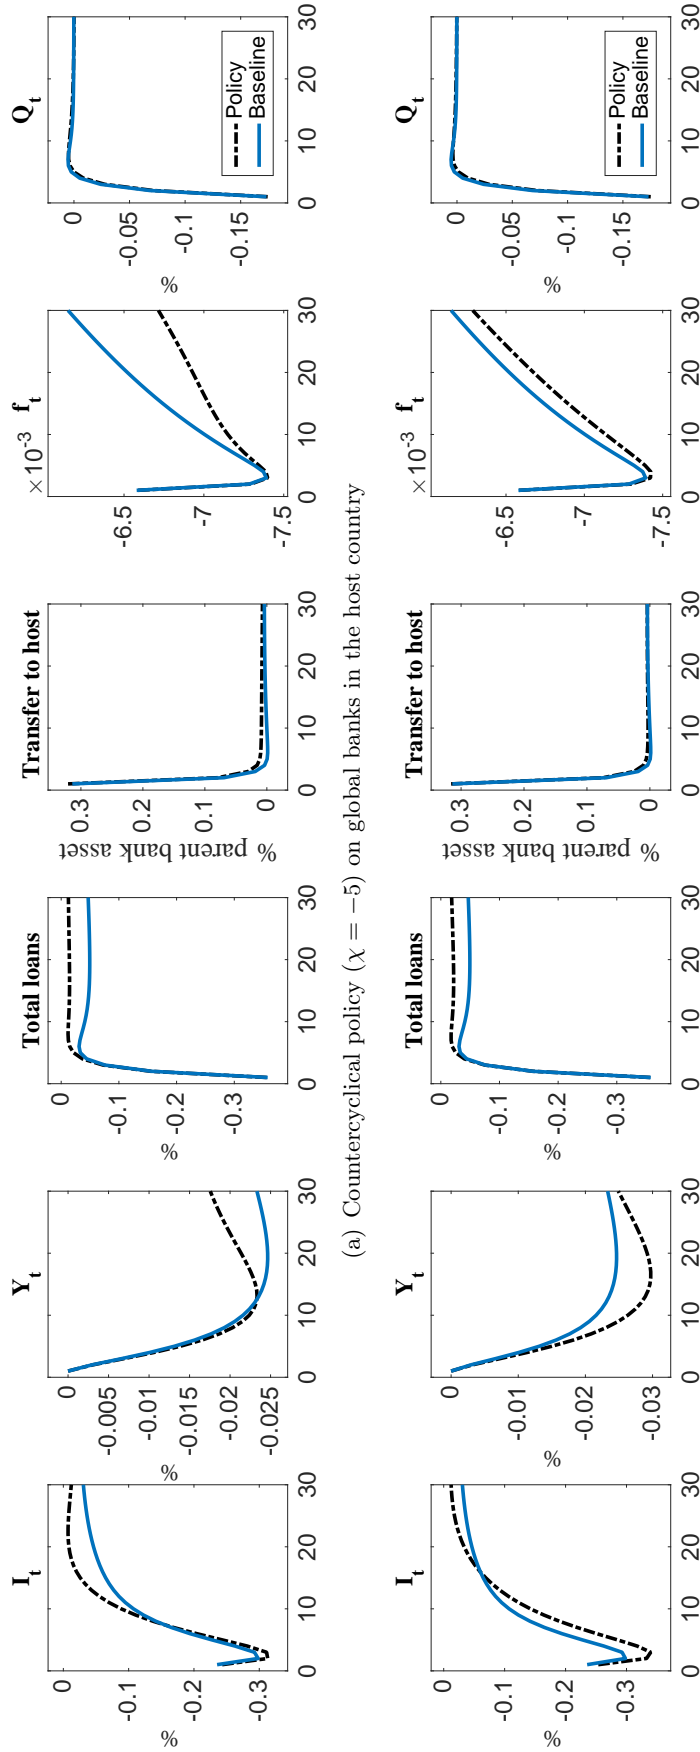 I_t
%
0
-0.1
-0.2
-0.3
0 10 20 30
Y_t
%
0
-0.005
-0.01
-0.015
-0.02
-0.025
0 10 20 30
Total loans
%
0
-0.1
-0.2
-0.3
0 10 20 30
Transfer to host
% parent bank asset
0.3
0.2
0.1
0
0 10 20 30
×10⁻³ f_t
-6.5
-7
-7.5
0 10 20 30
Q_t
%
0
-0.05
-0.1
-0.15
0 10 20 30
Policy
Baseline
(a) Countercyclical policy (χ = −5) on global banks in the host country
I_t
%
0
-0.1
-0.2
-0.3
0 10 20 30
Y_t
%
0
-0.01
-0.02
-0.03
0 10 20 30
Total loans
%
0
-0.1
-0.2
-0.3
0 10 20 30
Transfer to host
% parent bank asset
0.3
0.2
0.1
0
0 10 20 30
×10⁻³ f_t
-6.5
-7
-7.5
0 10 20 30
Q_t
%
0
-0.05
-0.1
-0.15
0 10 20 30
Policy
Baseline